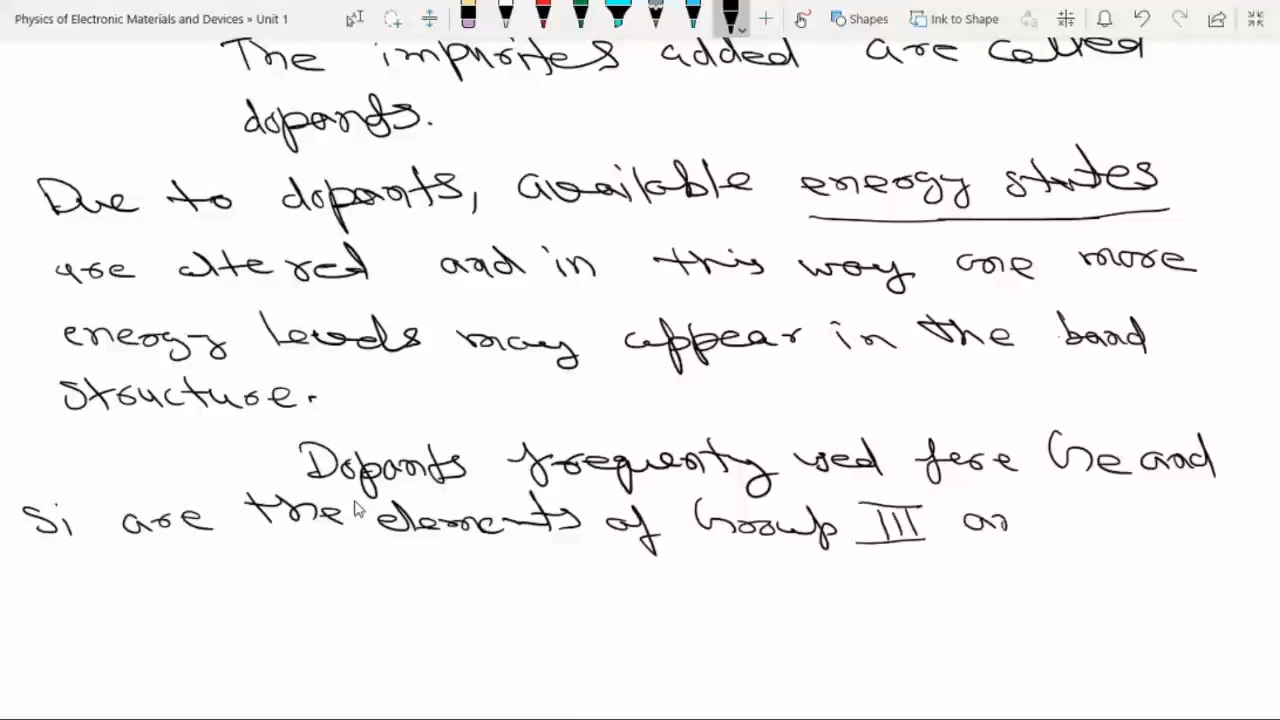 Physics of Electronic Materials and Devices » Unit 1
Shapes
Ink to Shape
The impurites added are called
dopants.
Due to dopants, available energy states
are altered and in this way one more
energy levels may appear in the band
structure.
Dopants frequently used fere Ge and
Si are the elements of Group III an